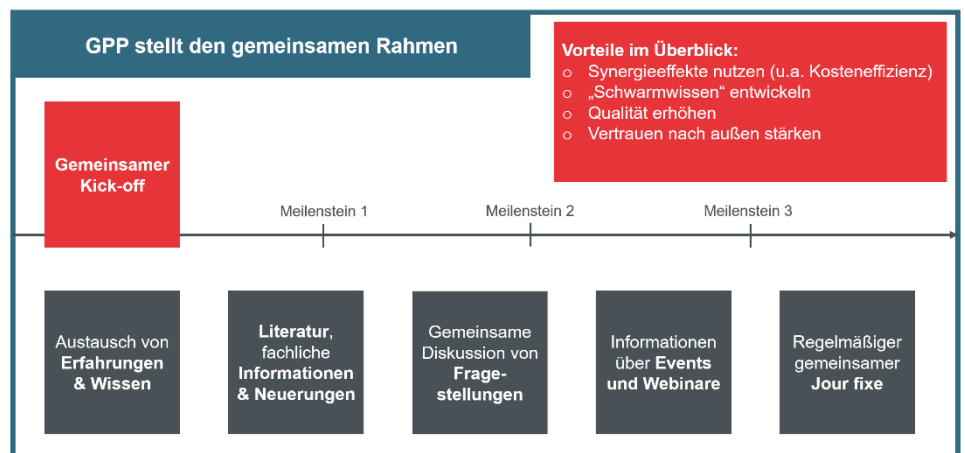 GPP stellt den gemeinsamen Rahmen
Vorteile im Überblick:
o Synergieeffekte nutzen (u.a. Kosteneffizienz)
o „Schwarmwissen“ entwickeln
o Qualität erhöhen
o Vertrauen nach außen stärken
Gemeinsamer
Kick-off
Meilenstein 1
Meilenstein 2
Meilenstein 3
Austausch von
Erfahrungen
& Wissen
Literatur,
fachliche
Informationen
& Neuerungen
Gemeinsame
Diskussion von
Frage-
stellungen
Informationen
über Events
und Webinare
Regelmäßiger
gemeinsamer
Jour fixe